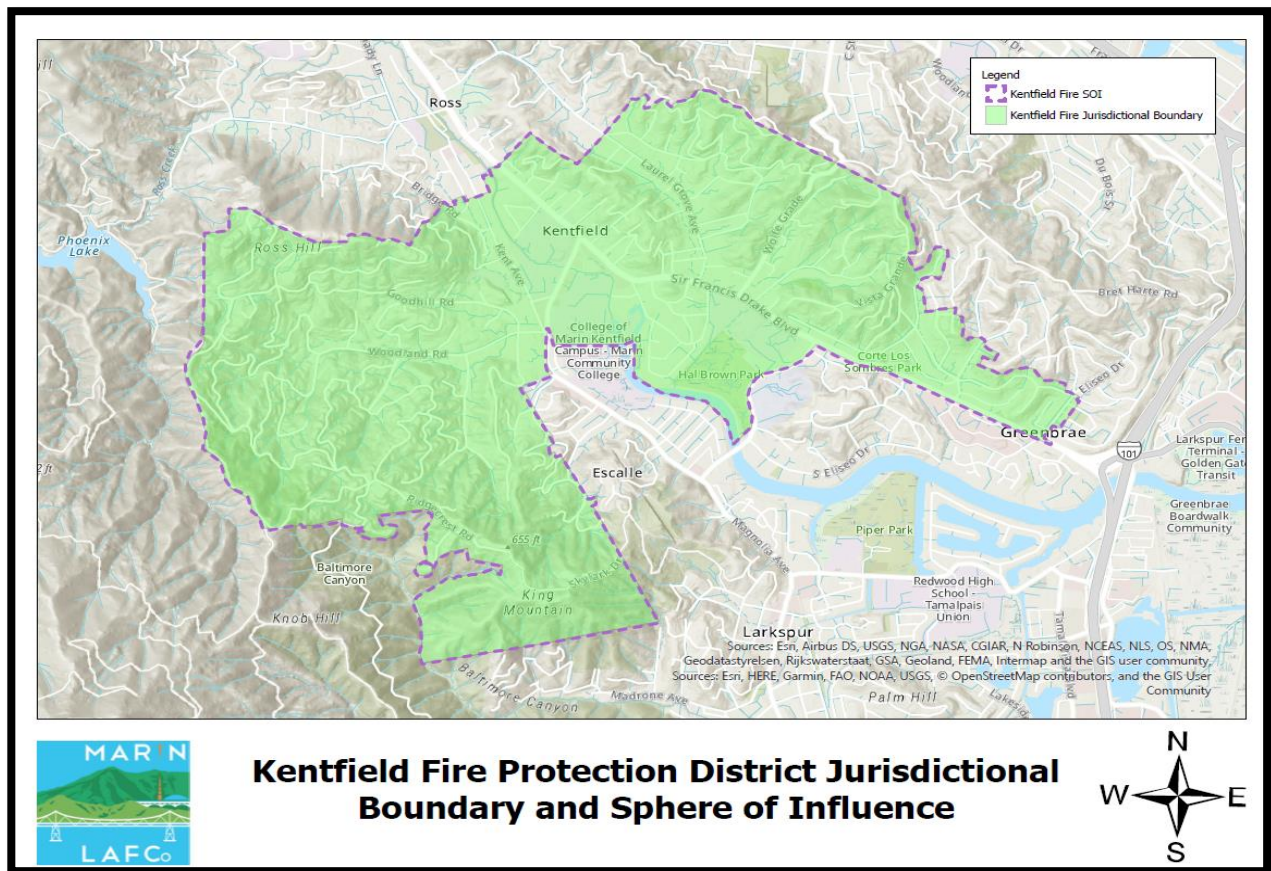 Legend
Kentfield Fire SOI
Kentfield Fire Jurisdictional Boundary
Ross
Ross Creek
Bridge Rd
Phoenix
Lake
Ross Hill
Kentfield
Laurel Grove Ave
Wolfe Grade
Du Bois St
Kent Ave
Goodhill Rd
Sir Francis Drake Blvd
Vista Grande
Bret Harte Rd
Woodland Rd
College of
Marin Kentfield
Campus - Marin
Community
College
Hal Brown Park
Corte Los
Sombres Park
Eliseo Dr
Greenbrae
101
Larkspur Fer
Terminal -
Golden Gat
Transit
Escalle
S Eliseo Dr
Greenbrae
Boardwalk
Community
Ridgecrest Rd
655 ft
Magnolia Ave
Piper Park
Baltimore
Canyon
Skylark Dr
King
Mountain
Knob Hill
Redwood High
School -
Tamalpais
Union
Larkspur
Baltimore Canyon
Madrone Ave
Palm Hill
Lakeside
Sources: Esri, Airbus DS, USGS, NGA, NASA, CGIAR, N Robinson, NCEAS, NLS, OS, NMA,
Geodatastyrelsen, Rijkswaterstaat, GSA, Geoland, FEMA, Intermap and the GIS user community,
Sources: Esri, HERE, Garmin, FAO, NOAA, USGS, © OpenStreetMap contributors, and the GIS User
Community
MARIN
LAFCo
Kentfield Fire Protection District Jurisdictional
Boundary and Sphere of Influence
N
W E
S